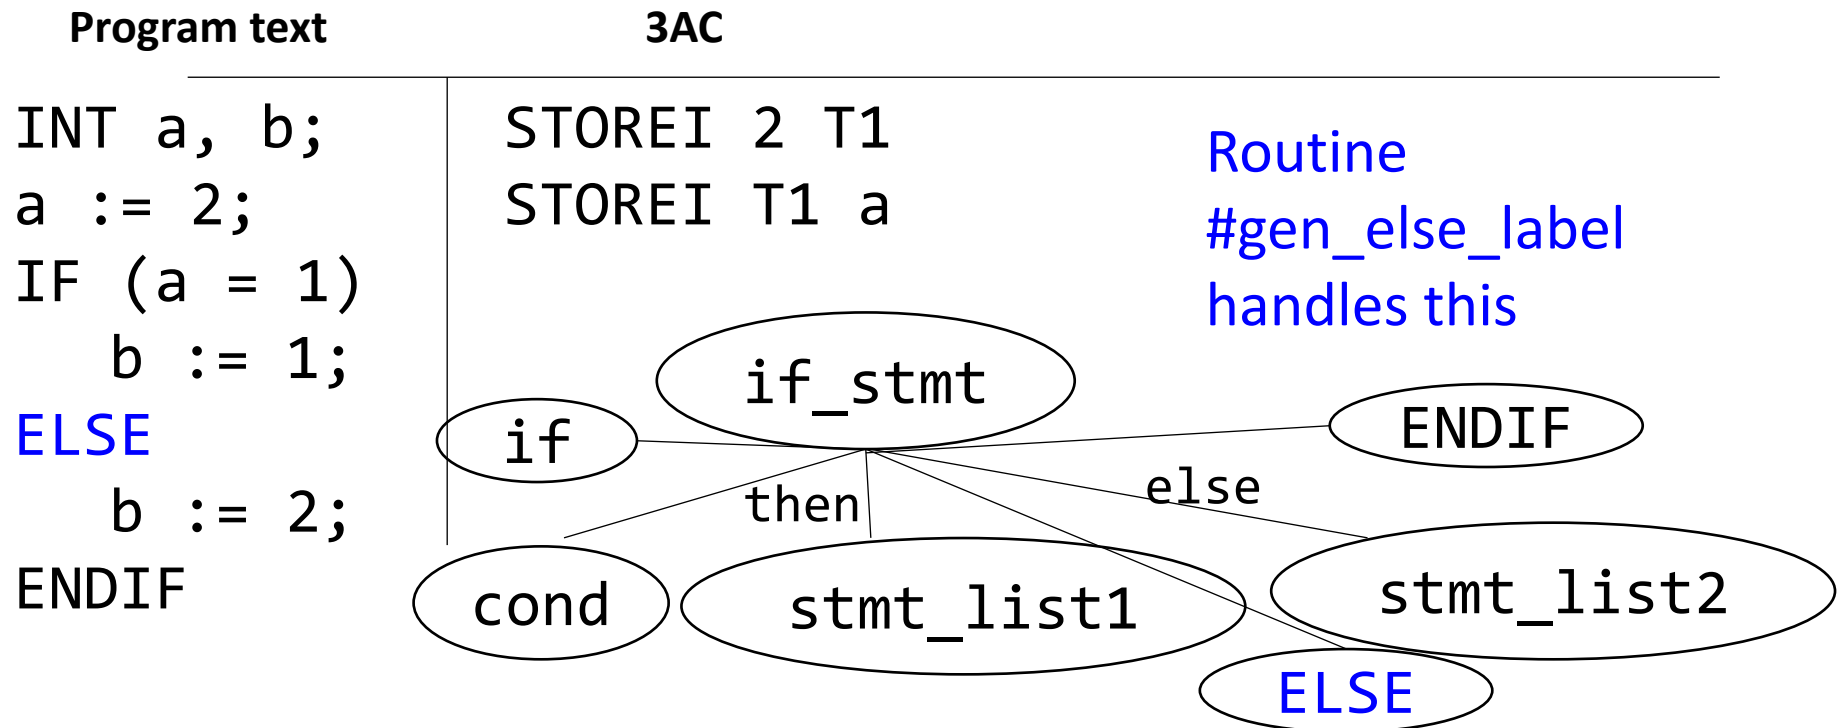 Program text
3AC
INT a, b;
a := 2;
IF (a = 1)
b := 1;
ELSE
b := 2;
ENDIF
STOREI 2 T1
STOREI T1 a
Routine
#gen_else_label
handles this
if_stmt
if
ENDIF
then
else
cond
stmt_list1
stmt_list2
ELSE